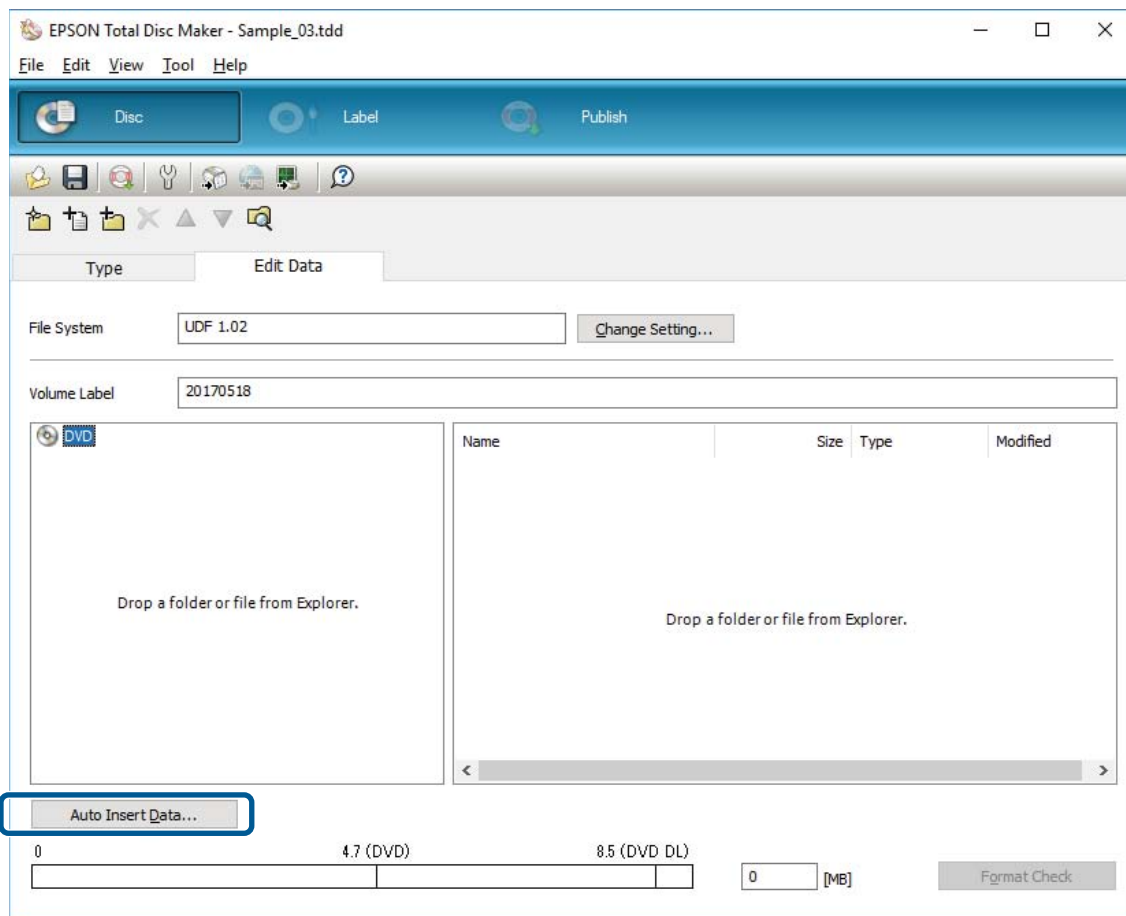 EPSON Total Disc Maker - Sample_03.tdd
File Edit View Tool Help
Disc Label Publish
Type Edit Data
File System UDF 1.02 Change Setting...
Volume Label 20170518
DVD Name Size Type Modified
Drop a folder or file from Explorer.
Drop a folder or file from Explorer.
Auto Insert Data...
0 4.7 (DVD) 8.5 (DVD DL)
0 [MB] Format Check